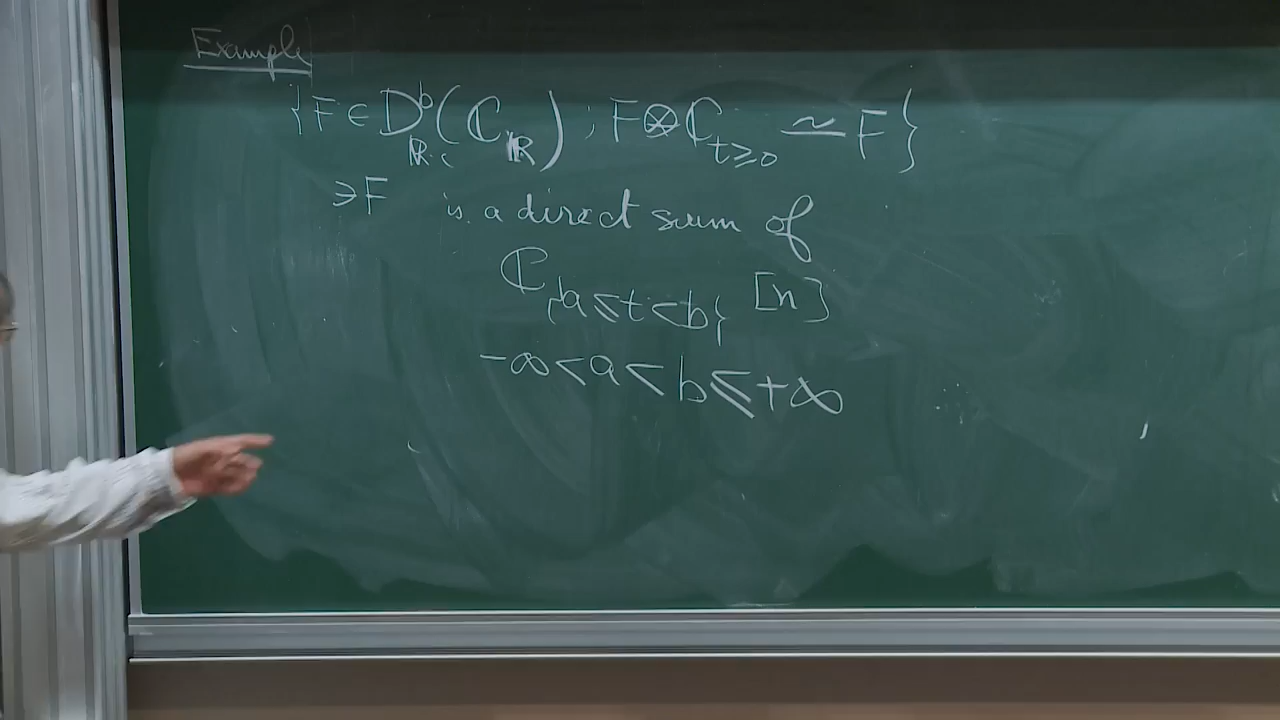 Example
{F ∈ D^b_{ℝ-c}(ℂ_ℝ) ; F ⊗ ℂ_{t≥0} ≃ F}
∋ F is a direct sum of
ℂ_{{a≤t<b}} [n]
-∞ < a < b ≤ +∞